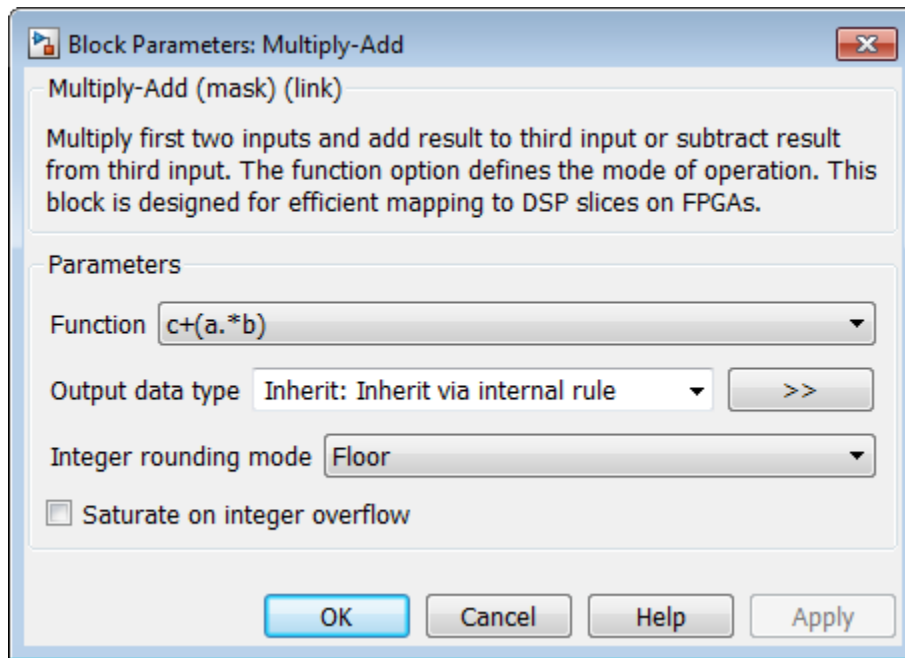 Block Parameters: Multiply-Add
Multiply-Add (mask) (link)
Multiply first two inputs and add result to third input or subtract result
from third input. The function option defines the mode of operation. This
block is designed for efficient mapping to DSP slices on FPGAs.
Parameters
Function c+(a.*b)
Output data type Inherit: Inherit via internal rule >>
Integer rounding mode Floor
Saturate on integer overflow
OK Cancel Help Apply